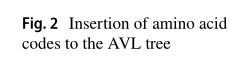 Fig. 2 Insertion of amino acid
codes to the AVL tree